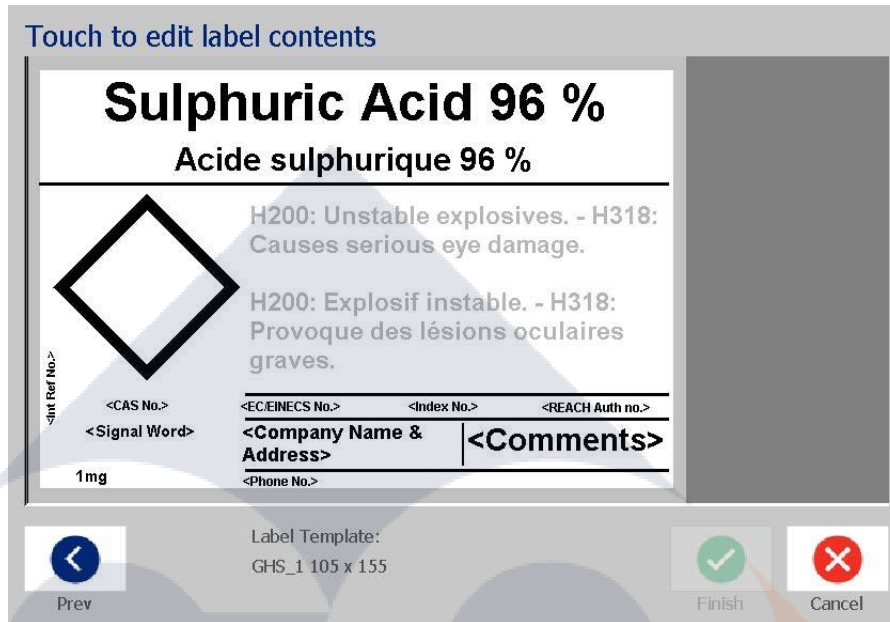 Touch to edit label contents
Sulphuric Acid 96 %
Acide sulphurique 96 %
H200: Unstable explosives. - H318:
Causes serious eye damage.
H200: Explosif instable. - H318:
Provoque des lésions oculaires
graves.
<Int Ref No.>
<CAS No.>
<EC/EINECS No.>
<Index No.>
<REACH Auth no.>
<Signal Word>
<Company Name &
Address>
<Comments>
1mg
<Phone No.>
Label Template:
GHS_1 105 x 155
Prev
Finish
Cancel